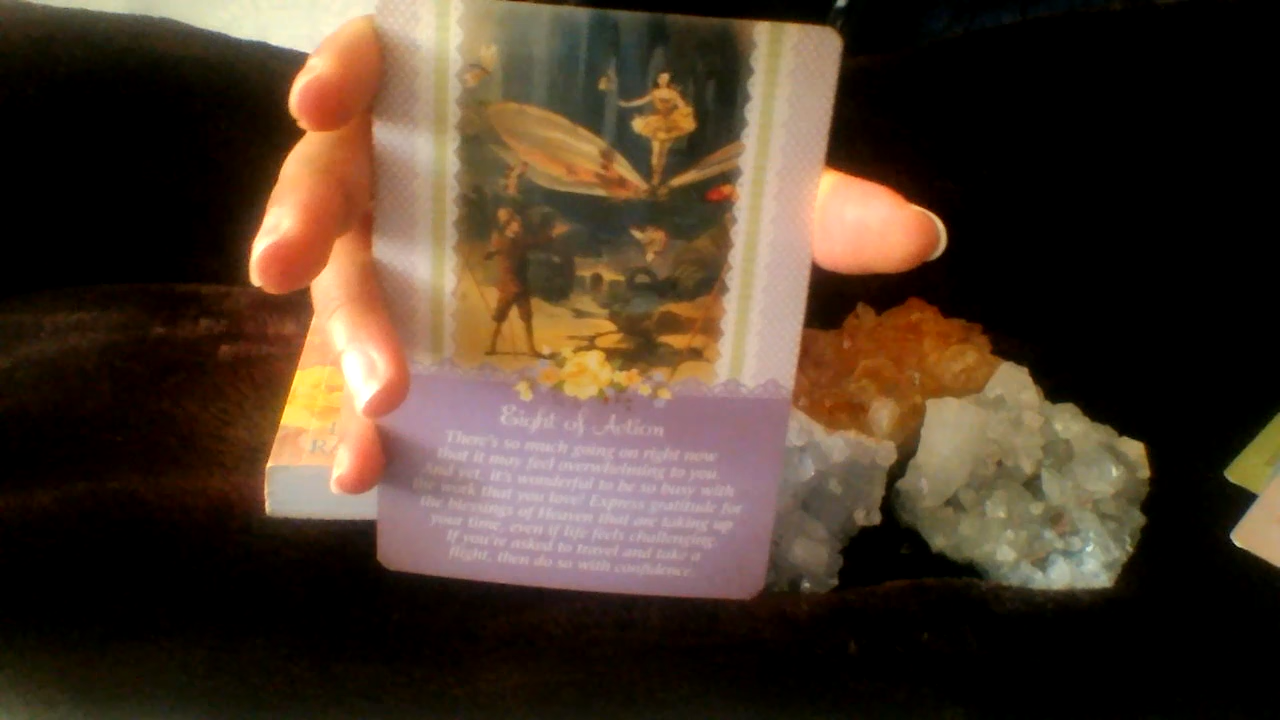 Eight of Action
There's so much going on right now
that it may feel overwhelming to you.
And yet, it's wonderful to be so busy with
the work that you love! Express gratitude for
the blessings of Heaven that are taking up
your time, even if life feels challenging.
If you're asked to travel and take a
flight, then do so with confidence.